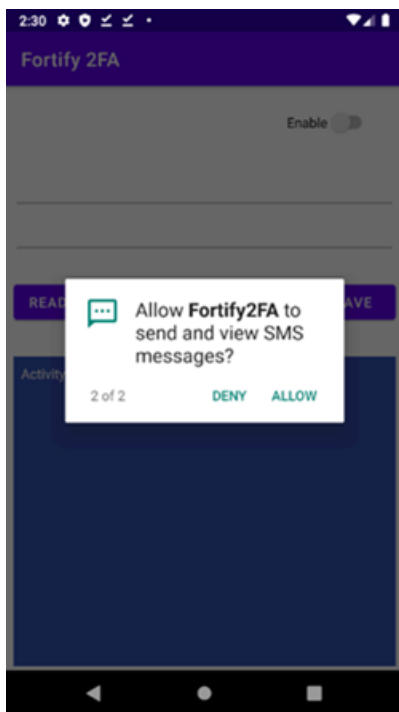 2:30
Fortify 2FA
Enable
READ
AVE
Allow Fortify2FA to
send and view SMS
messages?
Activity
2 of 2
DENY
ALLOW